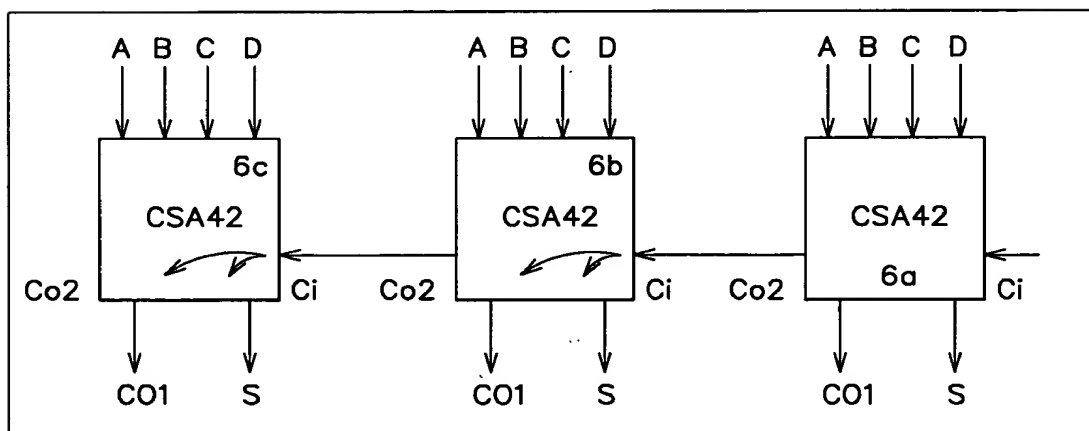 A B C D A B C D A B C D
6c 6b
CSA42 CSA42 CSA42
6a
Co2 Ci Co2 Ci Co2 Ci
CO1 S CO1 S CO1 S